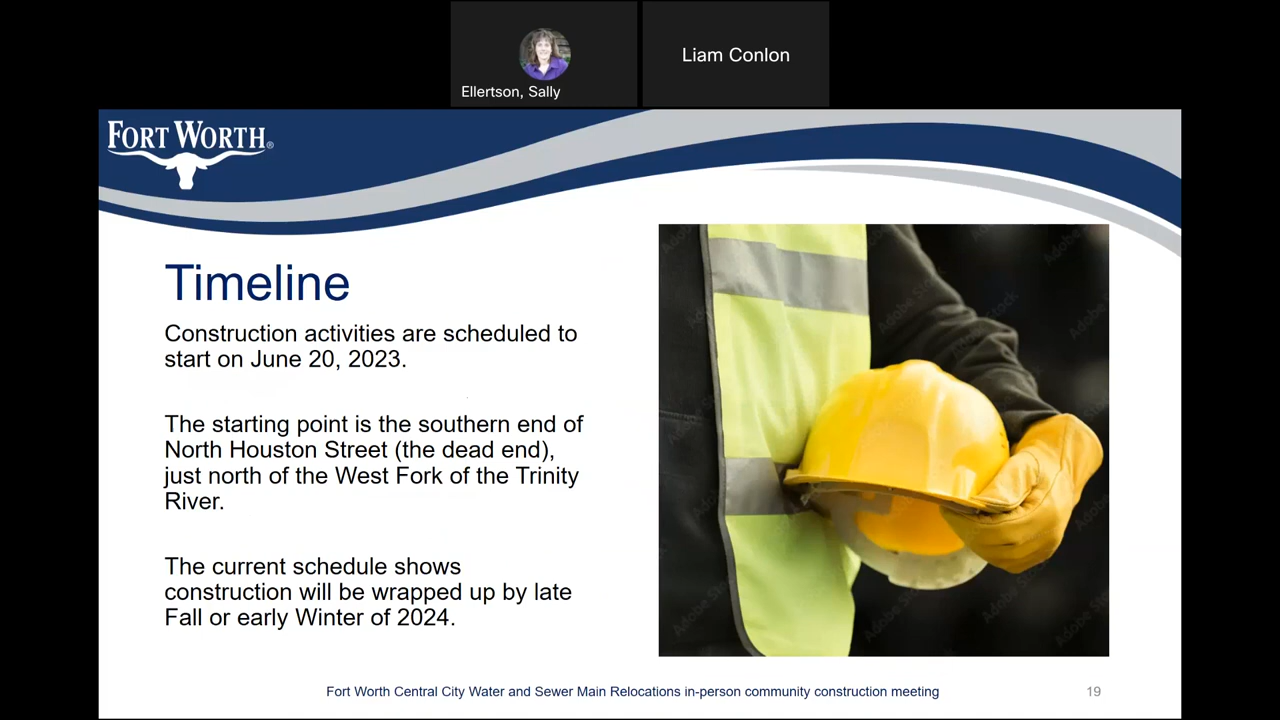 Liam Conlon
Ellertson, Sally
FORT WORTH®
Timeline
Construction activities are scheduled to
start on June 20, 2023.
The starting point is the southern end of
North Houston Street (the dead end),
just north of the West Fork of the Trinity
River.
The current schedule shows
construction will be wrapped up by late
Fall or early Winter of 2024.
Adobe Stock
Fort Worth Central City Water and Sewer Main Relocations in-person community construction meeting
19